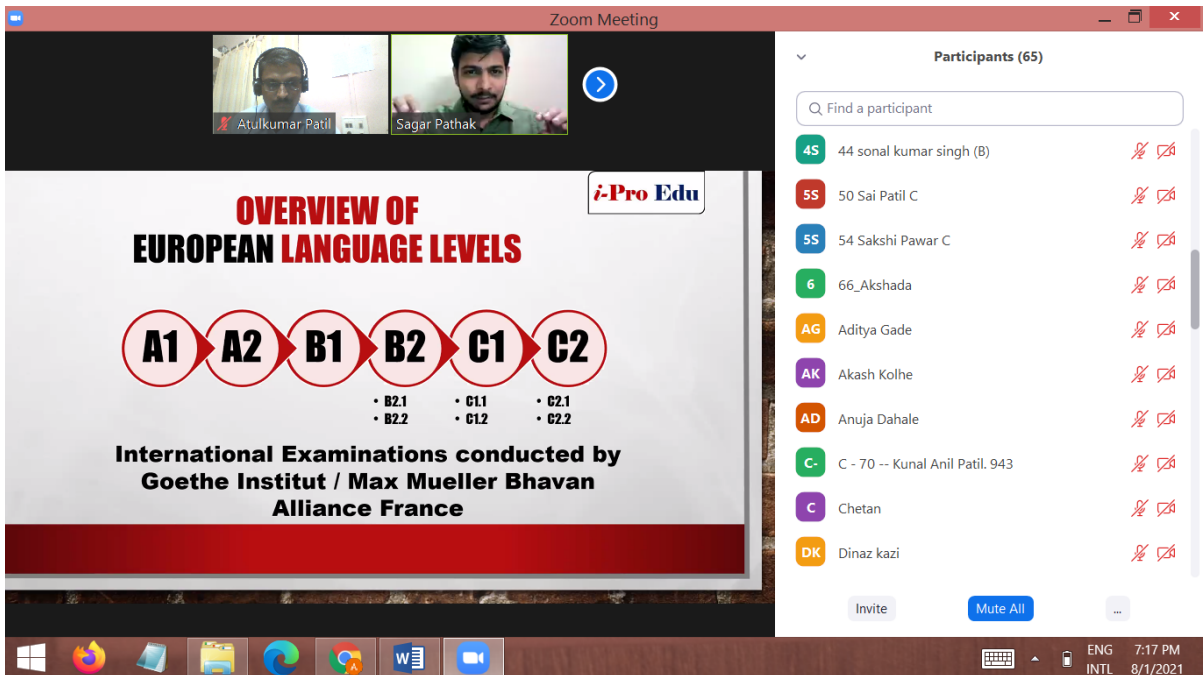 Zoom Meeting
Atulkumar Patil
Sagar Pathak
i-Pro Edu
OVERVIEW OF
EUROPEAN LANGUAGE LEVELS
A1 A2 B1 B2 C1 C2
• B2.1 • C1.1 • C2.1
• B2.2 • C1.2 • C2.2
International Examinations conducted by
Goethe Institut / Max Mueller Bhavan
Alliance France
Participants (65)
Find a participant
4S 44 sonal kumar singh (B)
5S 50 Sai Patil C
5S 54 Sakshi Pawar C
6 66_Akshada
AG Aditya Gade
AK Akash Kolhe
AD Anuja Dahale
C- C - 70 -- Kunal Anil Patil. 943
C Chetan
DK Dinaz kazi
Invite Mute All ...
ENG 7:17 PM
INTL 8/1/2021